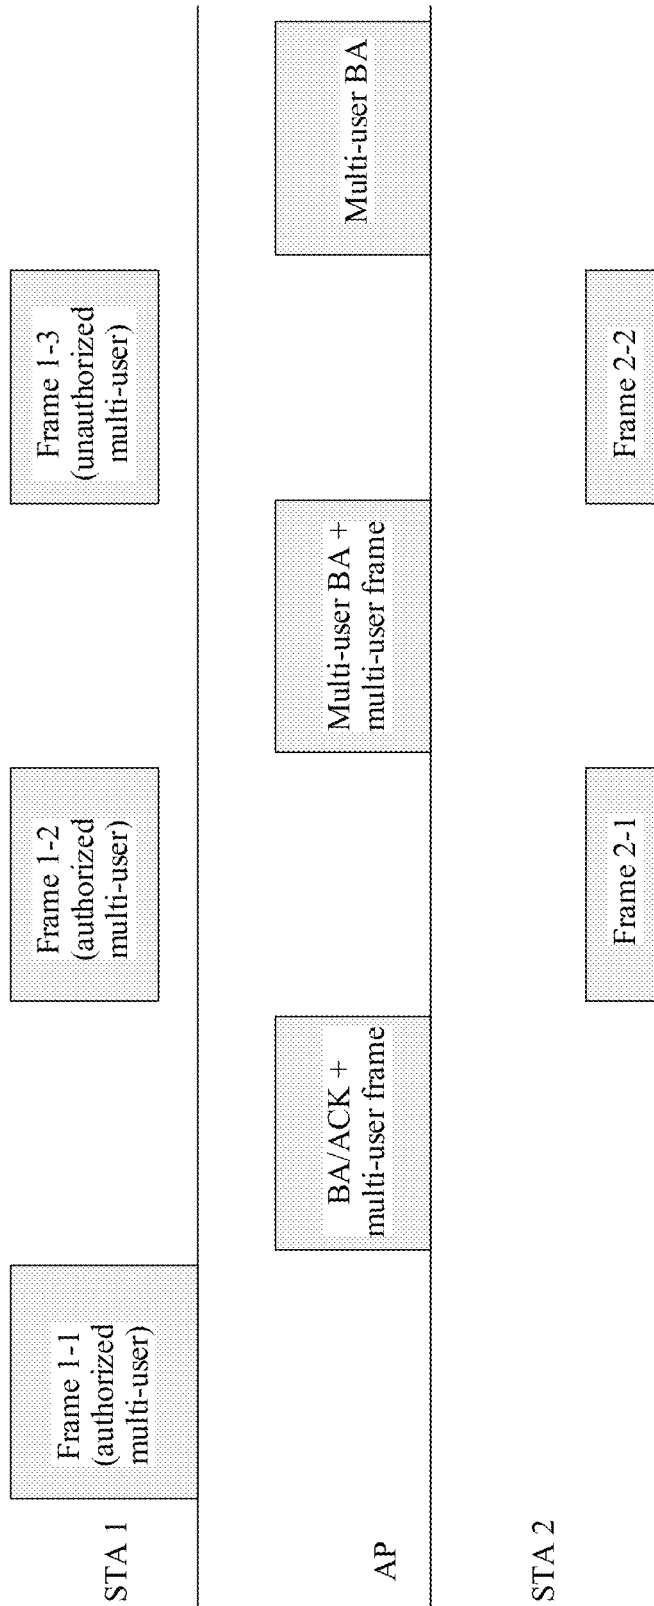 STA 1
Frame 1-1
(authorized
multi-user)
Frame 1-2
(authorized
multi-user)
Frame 1-3
(unauthorized
multi-user)
AP
BA/ACK +
multi-user frame
Multi-user BA +
multi-user frame
Multi-user BA
STA 2
Frame 2-1
Frame 2-2